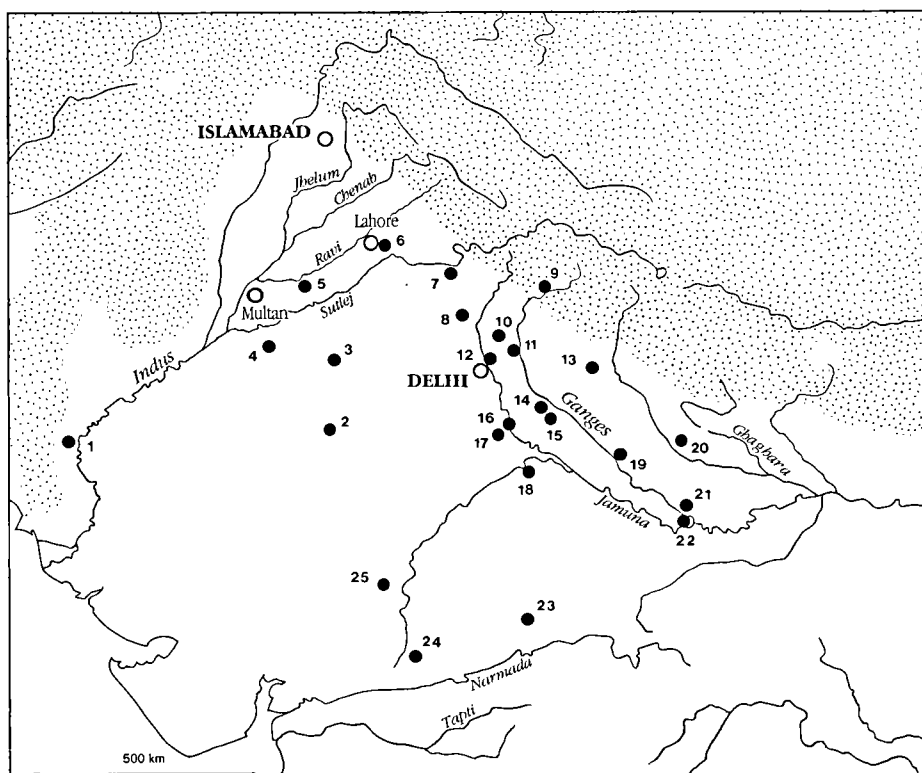 ISLAMABAD
Jhelum
Chenab
Lahore
6
Ravi
7
9
5
Multan
Sutlej
8
10
11
4
3
12
13
Indus
DELHI
2
14
Ganges
15
16
1
17
19
20
Ghagbara
18
21
Jamuna
22
25
23
24
Narmada
Tapti
500 km